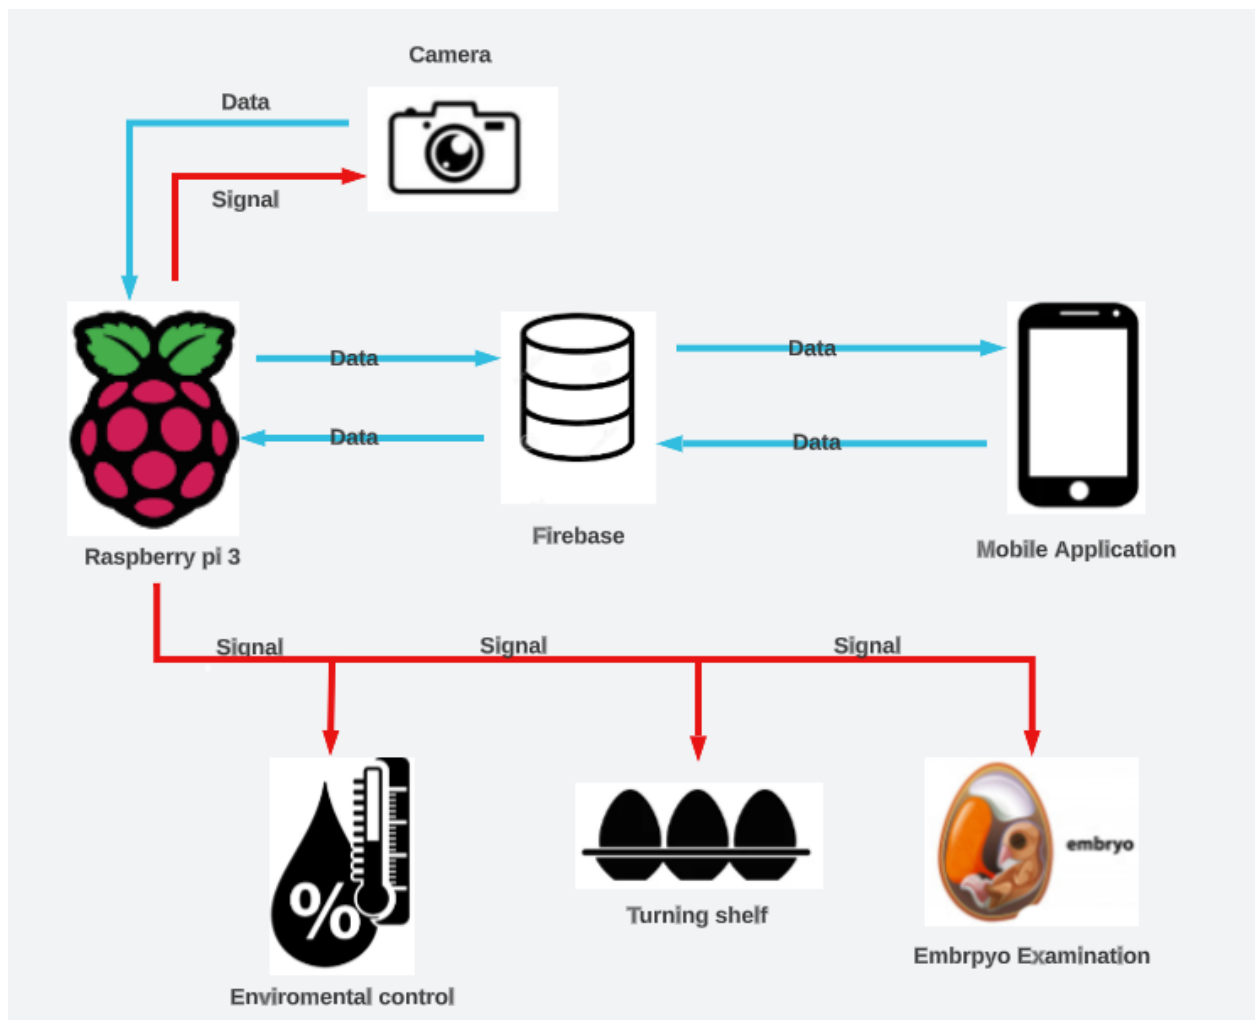 Camera
Data
Signal
Data
Data
Data
Data
Raspberry pi 3
Firebase
Mobile Application
Signal
Signal
Signal
%
embryo
Turning shelf
Embrpyo Examination
Enviromental control